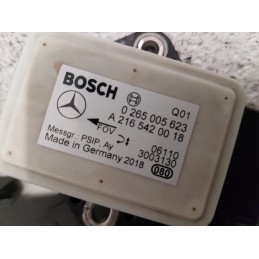 BOSCH
Q01
0 265 005 623
A 216 542 00 18
FOV
Messgr.: PSIP, Ay
06110
3003130
Made in Germany 2018
080